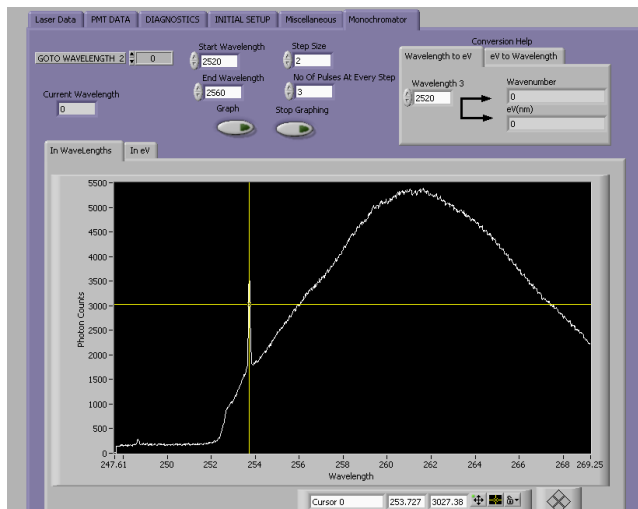 Laser Data PMT DATA DIAGNOSTICS INITIAL SETUP Miscellaneous Monochromator
Conversion Help
GOTO WAVELENGTH 2 0
Start Wavelength
2520
Step Size
2
End Wavelength
2560
No Of Pulses At Every Step
3
Current Wavelength
0
Graph
Stop Graphing
Wavelength to eV eV to Wavelength
Wavelength 3
2520
Wavenumber
0
eV(nm)
0
In WaveLengths In eV
Photon Counts
5500
5000
4500
4000
3500
3000
2500
2000
1500
1000
500
0
247.61 250 252 254 256 258 260 262 264 266 268 269.25
Wavelength
Cursor 0 253.727 3027.38